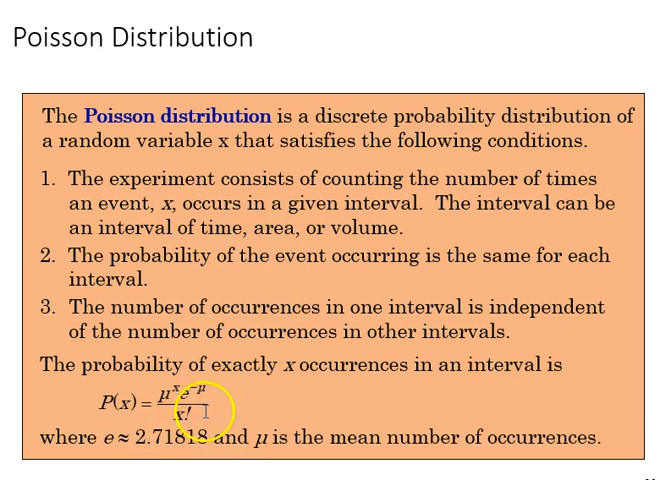 Poisson Distribution
The Poisson distribution is a discrete probability distribution of
a random variable x that satisfies the following conditions.
1. The experiment consists of counting the number of times
an event, x, occurs in a given interval. The interval can be
an interval of time, area, or volume.
2. The probability of the event occurring is the same for each
interval.
3. The number of occurrences in one interval is independent
of the number of occurrences in other intervals.
The probability of exactly x occurrences in an interval is
P(x) = μ^x e^−μ / x!
where e ≈ 2.71818 and μ is the mean number of occurrences.